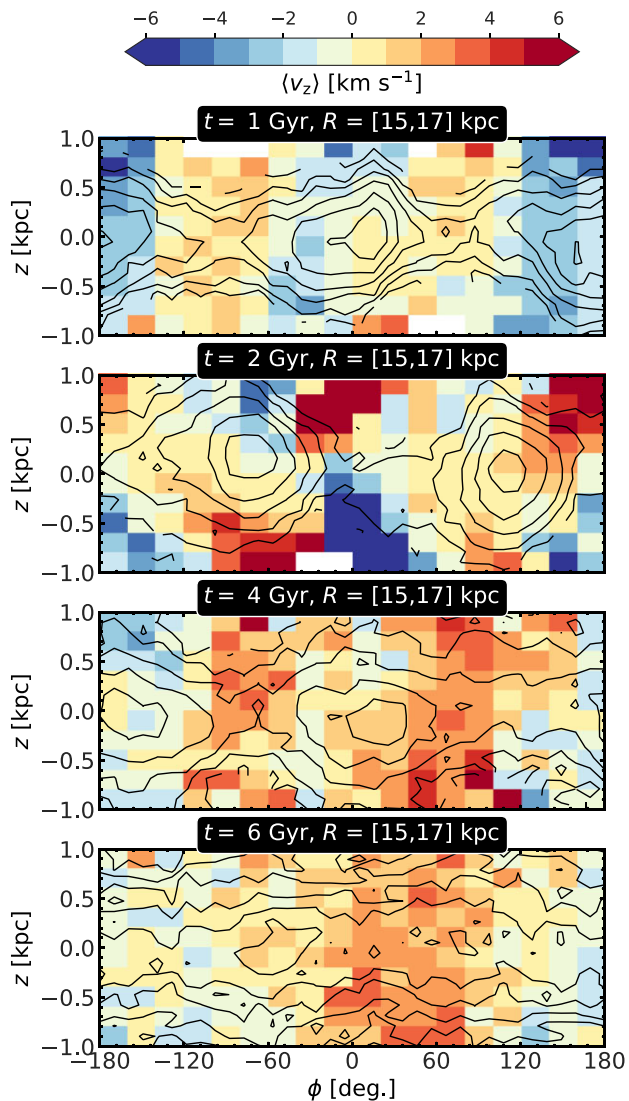 −6 −4 −2 0 2 4 6
⟨v_z⟩ [km s⁻¹]
t = 1 Gyr, R = [15,17] kpc
1.0
0.5
0.0
−0.5
−1.0
z [kpc]
t = 2 Gyr, R = [15,17] kpc
1.0
0.5
0.0
−0.5
−1.0
z [kpc]
t = 4 Gyr, R = [15,17] kpc
1.0
0.5
0.0
−0.5
−1.0
z [kpc]
t = 6 Gyr, R = [15,17] kpc
1.0
0.5
0.0
−0.5
−1.0
z [kpc]
−180 −120 −60 0 60 120 180
ϕ [deg.]